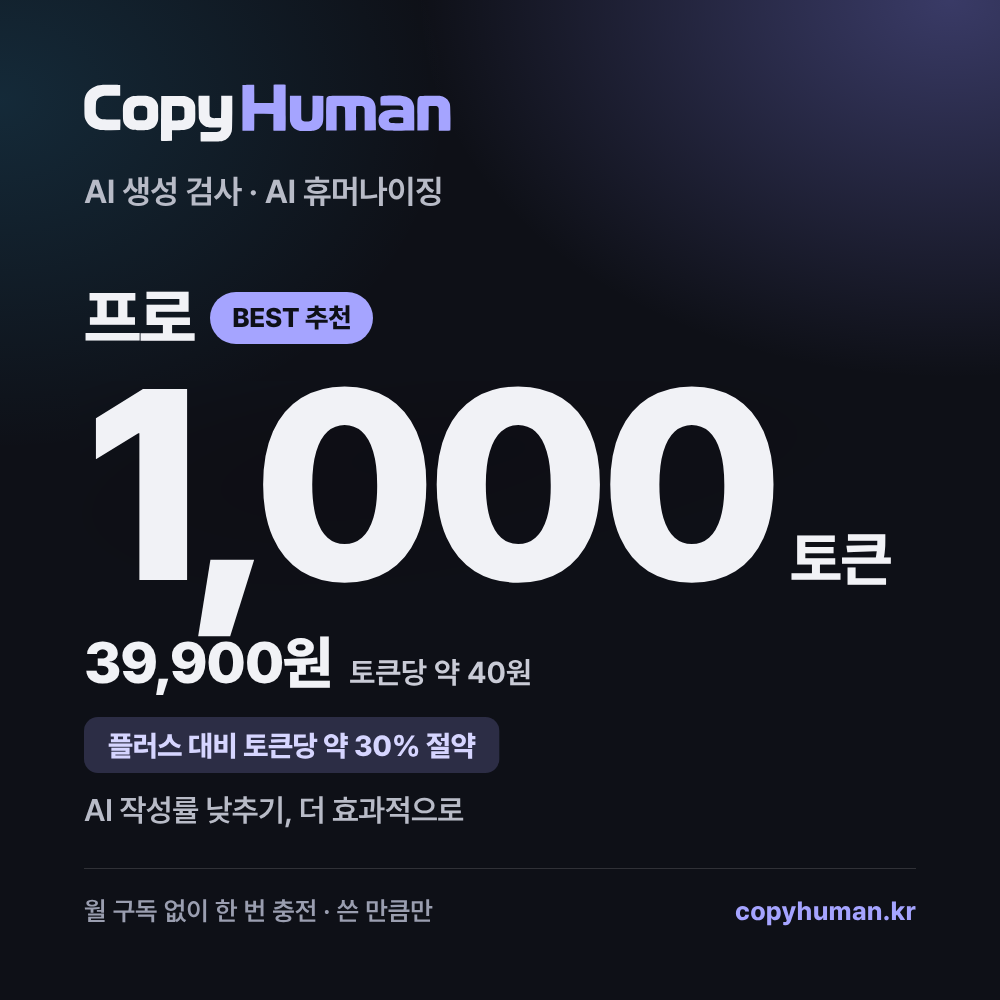 CopyHuman
AI 생성 검사 · AI 휴머나이징
프로 BEST 추천
1,000 토큰
39,900원 토큰당 약 40원
플러스 대비 토큰당 약 30% 절약
AI 작성률 낮추기, 더 효과적으로
월 구독 없이 한 번 충전 · 쓴 만큼만 copyhuman.kr